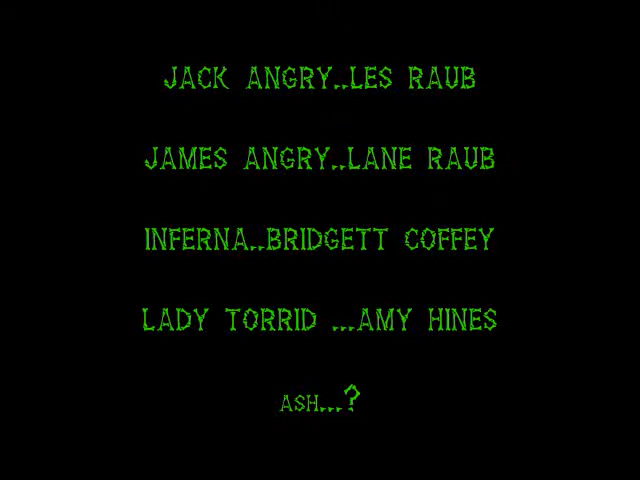 JACK ANGRY..LES RAUB
JAMES ANGRY..LANE RAUB
INFERNA..BRIDGETT COFFEY
LADY TORRID ...AMY HINES
ASH...?